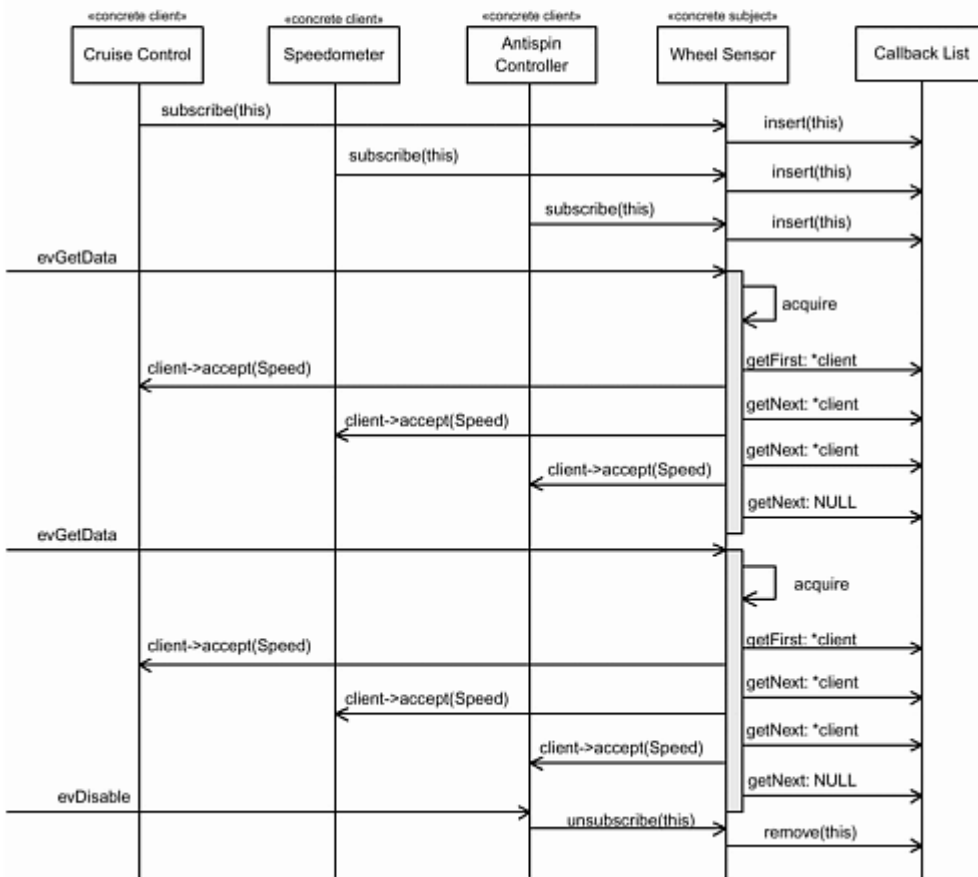 «concrete client» «concrete client» «concrete client» «concrete subject»
Cruise Control Speedometer Antispin Controller Wheel Sensor Callback List
subscribe(this)
insert(this)
subscribe(this)
insert(this)
subscribe(this)
insert(this)
evGetData
acquire
getFirst: *client
client->accept(Speed)
getNext: *client
client->accept(Speed)
getNext: *client
client->accept(Speed)
getNext: NULL
evGetData
acquire
getFirst: *client
client->accept(Speed)
getNext: *client
client->accept(Speed)
getNext: *client
client->accept(Speed)
getNext: NULL
evDisable
unsubscribe(this)
remove(this)